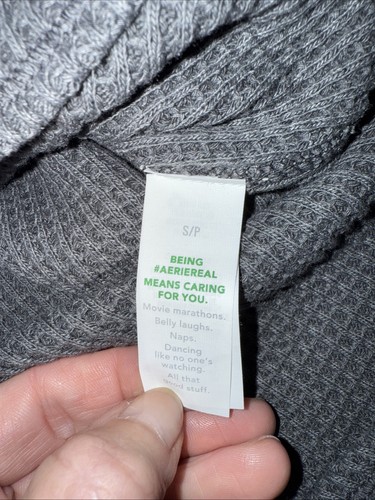 S/P
BEING
#AERIEREAL
MEANS CARING
FOR YOU.
Movie marathons.
Belly laughs.
Naps.
Dancing
like no one's
watching.
All that
good stuff.